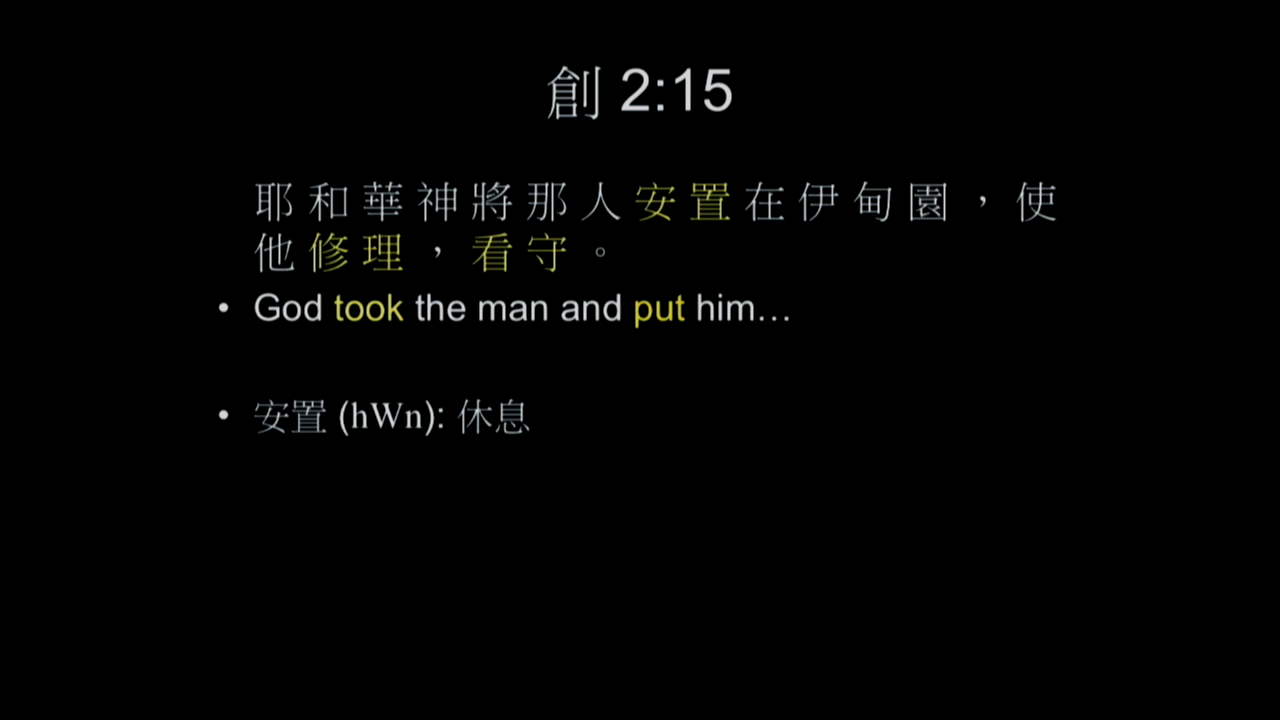 創 2:15
耶和華神將那人安置在伊甸園，使
他修理，看守。
• God took the man and put him…
• 安置 (hWn): 休息